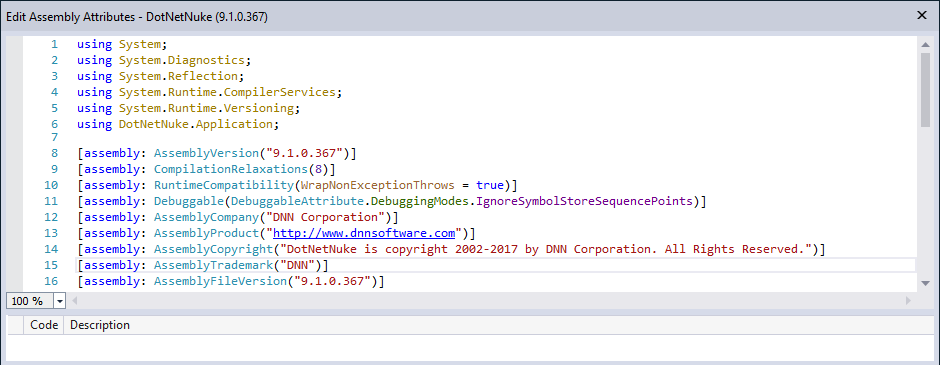 Edit Assembly Attributes - DotNetNuke (9.1.0.367)
1 using System;
2 using System.Diagnostics;
3 using System.Reflection;
4 using System.Runtime.CompilerServices;
5 using System.Runtime.Versioning;
6 using DotNetNuke.Application;
7
8 [assembly: AssemblyVersion("9.1.0.367")]
9 [assembly: CompilationRelaxations(8)]
10 [assembly: RuntimeCompatibility(WrapNonExceptionThrows = true)]
11 [assembly: Debuggable(DebuggableAttribute.DebuggingModes.IgnoreSymbolStoreSequencePoints)]
12 [assembly: AssemblyCompany("DNN Corporation")]
13 [assembly: AssemblyProduct("http://www.dnnsoftware.com")]
14 [assembly: AssemblyCopyright("DotNetNuke is copyright 2002-2017 by DNN Corporation. All Rights Reserved.")]
15 [assembly: AssemblyTrademark("DNN")]
16 [assembly: AssemblyFileVersion("9.1.0.367")]
100 %
Code Description